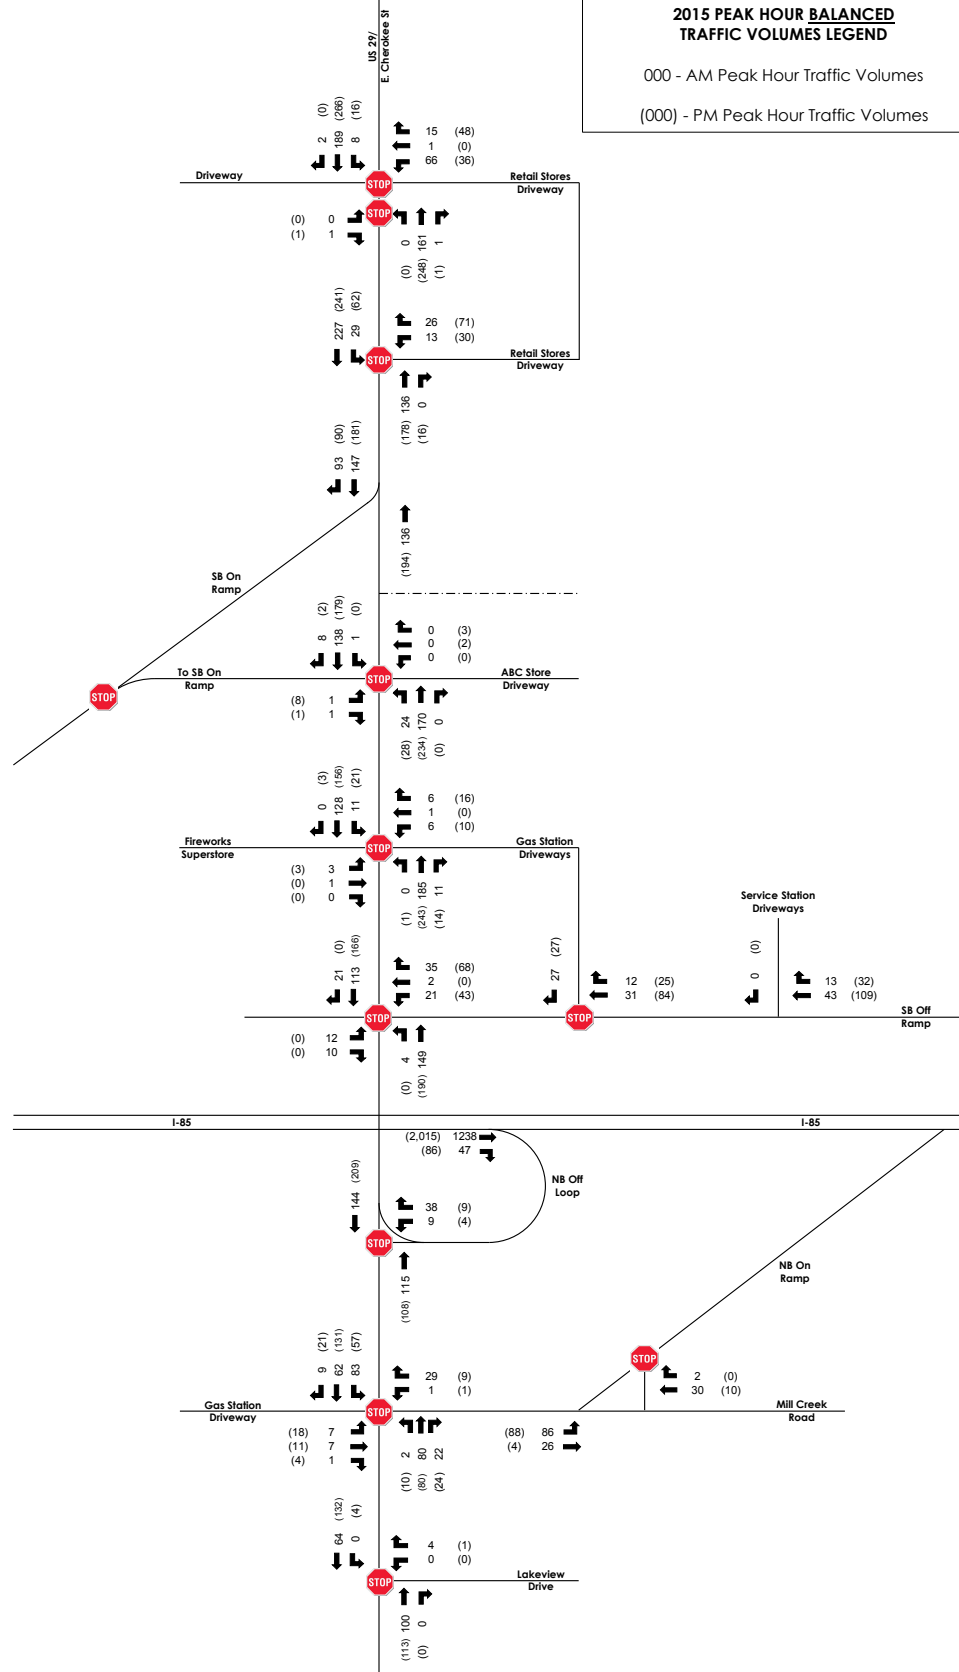 2015 PEAK HOUR BALANCED
TRAFFIC VOLUMES LEGEND
000 - AM Peak Hour Traffic Volumes
(000) - PM Peak Hour Traffic Volumes
US 29/
E. Cherokee St
(0) (266) (16)
2 189 8
15 (48)
1 (0)
66 (36)
Driveway
Retail Stores
Driveway
STOP
STOP
(0) 0
(1) 1
0 161 1
(0) (248) (1)
(241) (62)
227 29
26 (71)
13 (30)
STOP
Retail Stores
Driveway
136 0
(178) (16)
(90) (181)
93 147
136
(194)
SB On
Ramp
(2) (179) (0)
8 138 1
0 (3)
0 (2)
0 (0)
To SB On
Ramp
STOP
ABC Store
Driveway
STOP
(8) 1
(1) 1
24 170 0
(28) (234) (0)
(3) (156) (21)
0 128 11
6 (16)
1 (0)
6 (10)
Fireworks
Superstore
STOP
Gas Station
Driveways
(3) 3
(0) 1
(0) 0
0 185 11
(1) (243) (14)
Service Station
Driveways
(0) (166)
21 113
35 (68)
2 (0)
21 (43)
(27)
27
12 (25)
31 (84)
(0)
0
13 (32)
43 (109)
STOP
STOP
SB Off
Ramp
(0) 12
(0) 10
4 149
(0) (190)
I-85
I-85
(2,015) 1238
(86) 47
NB Off
Loop
(209)
144
38 (9)
9 (4)
STOP
115
(108)
NB On
Ramp
(21) (131) (57)
9 62 83
29 (9)
1 (1)
STOP
2 (0)
30 (10)
Gas Station
Driveway
STOP
Mill Creek
Road
(18) 7
(11) 7
(4) 1
2 80 22
(10) (80) (24)
(88) 86
(4) 26
(132) (4)
64 0
4 (1)
0 (0)
STOP
Lakeview
Drive
100 0
(113) (0)